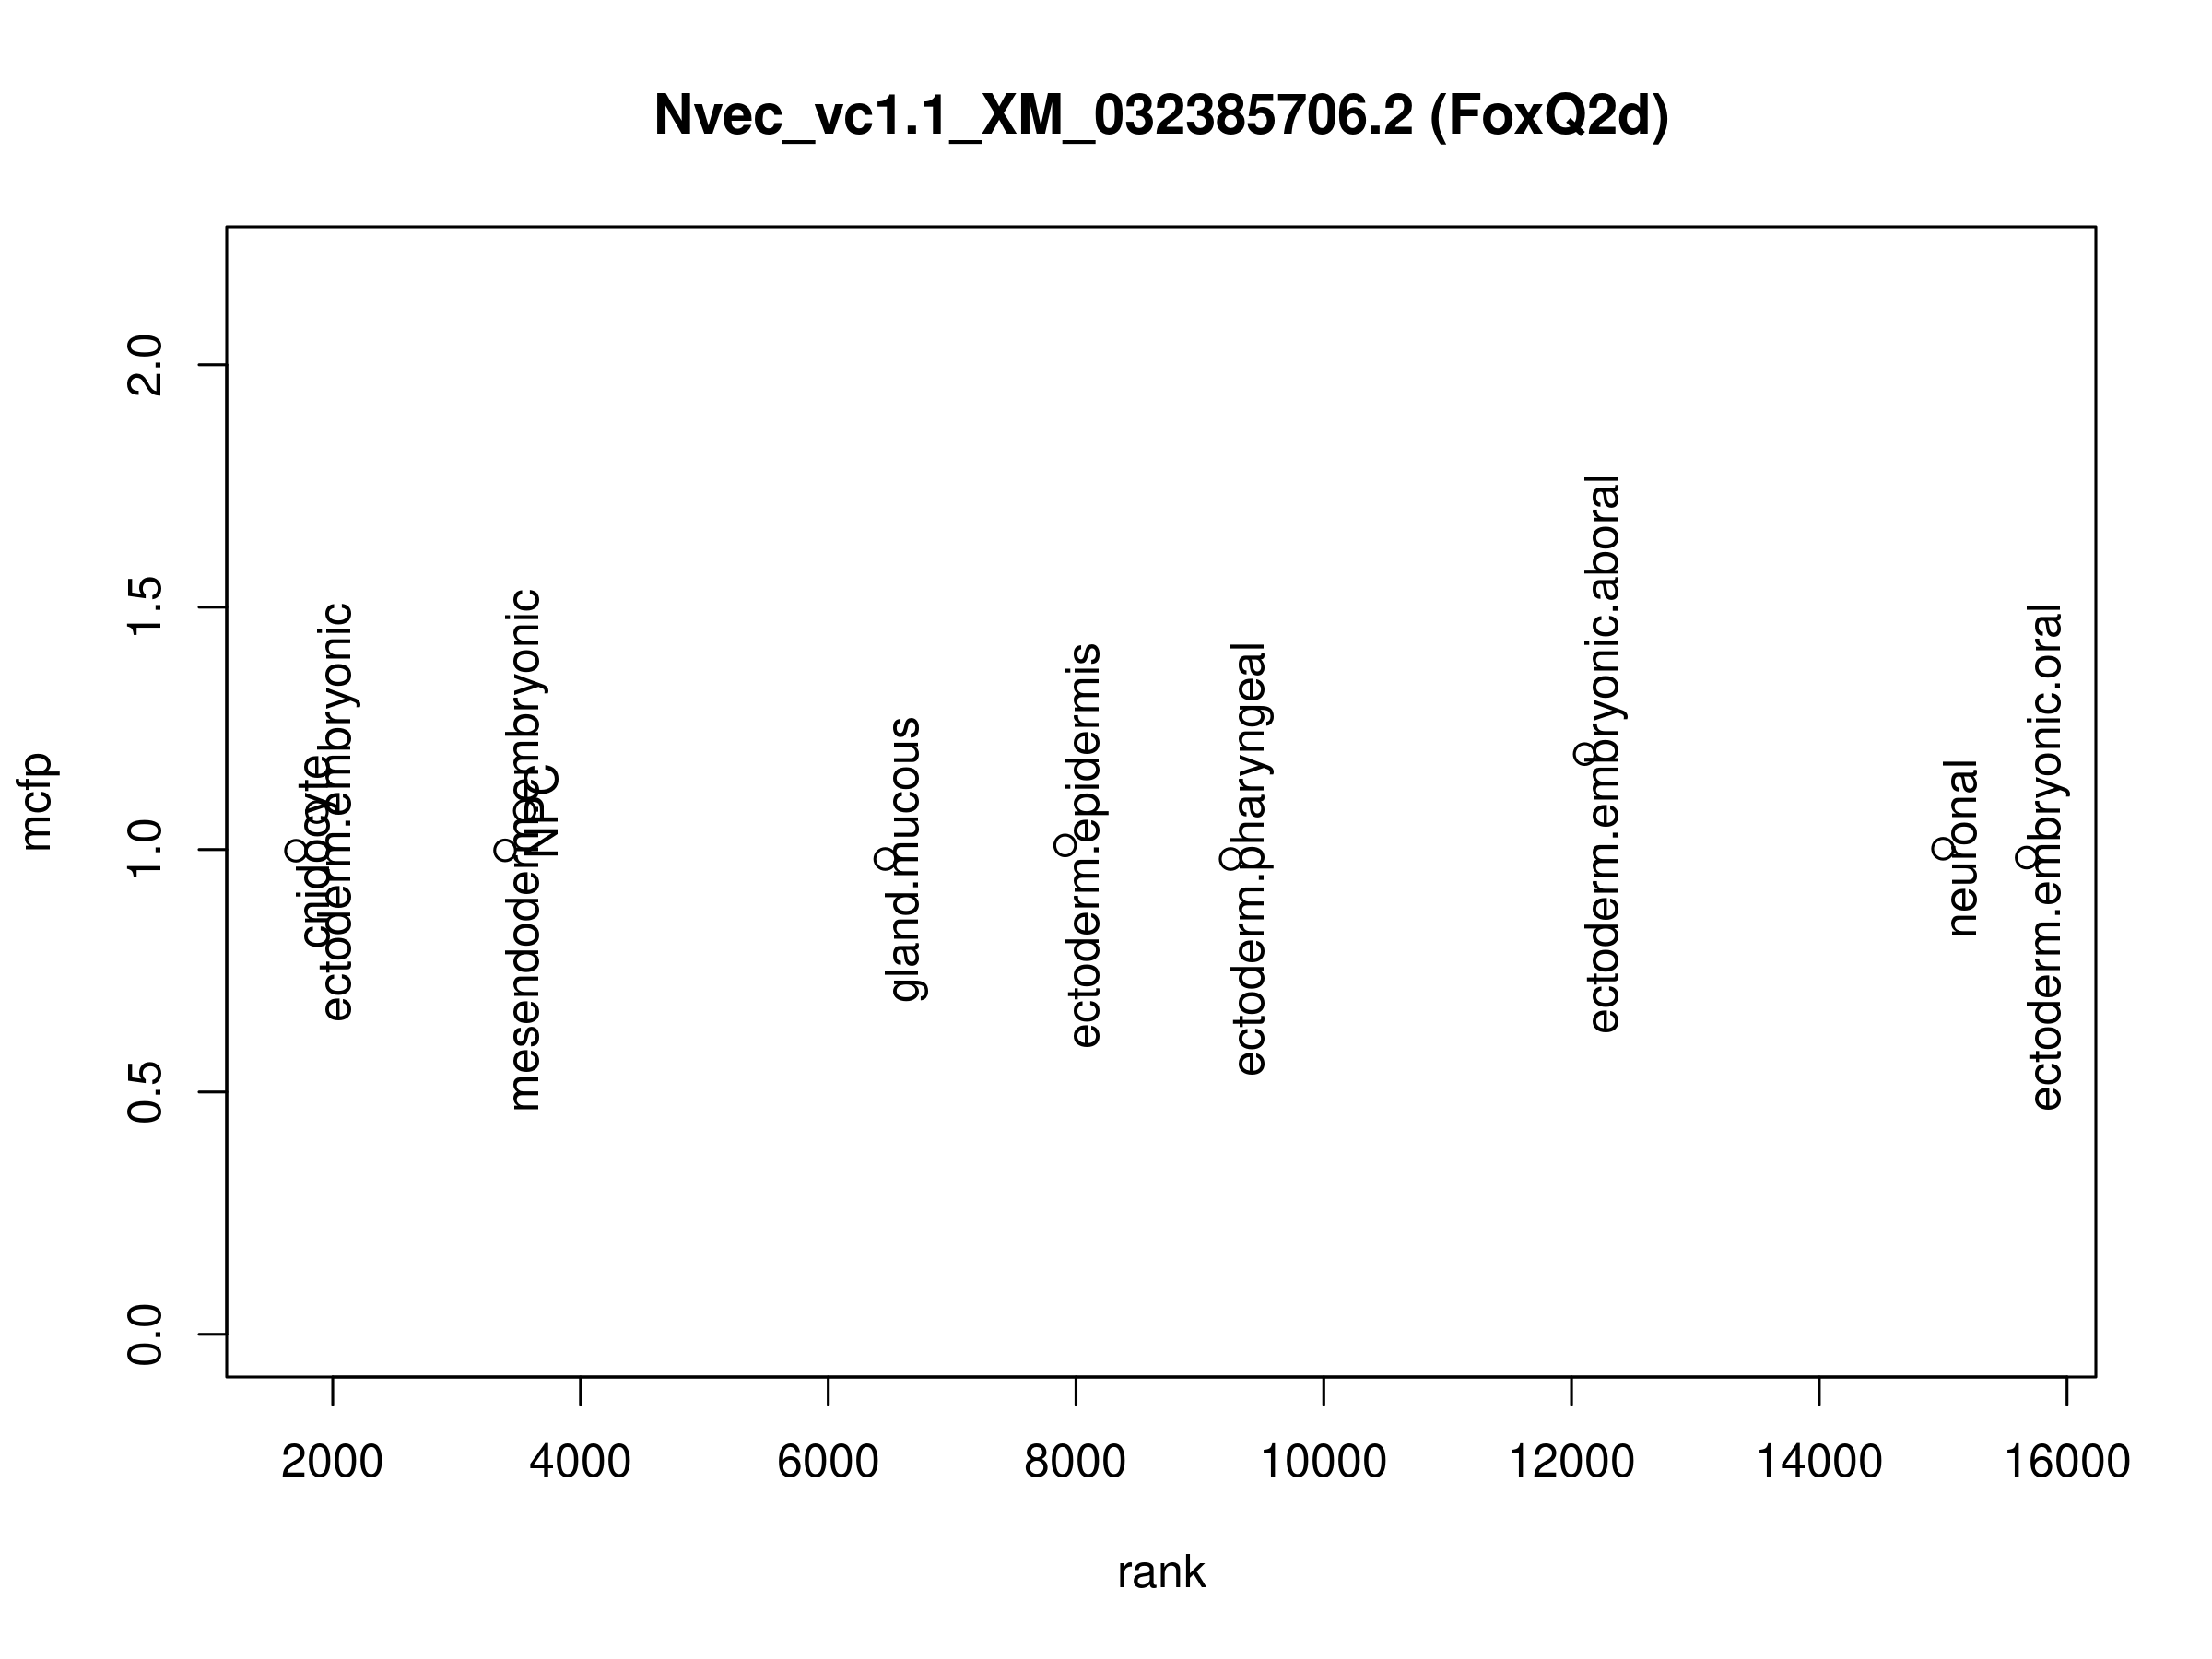 Nvec_vc1.1_XM_032385706.2 (FoxQ2d)
mcfp
2.0
1.5
1.0
0.5
0.0
cnidocyte
ectoderm.embryonic
mesendoderm.embryonic
NPC
gland.mucous
ectoderm.epidermis
ectoderm.pharyngeal
ectoderm.embryonic.aboral
neuronal
ectoderm.embryonic.oral
2000 4000 6000 8000 10000 12000 14000 16000
rank